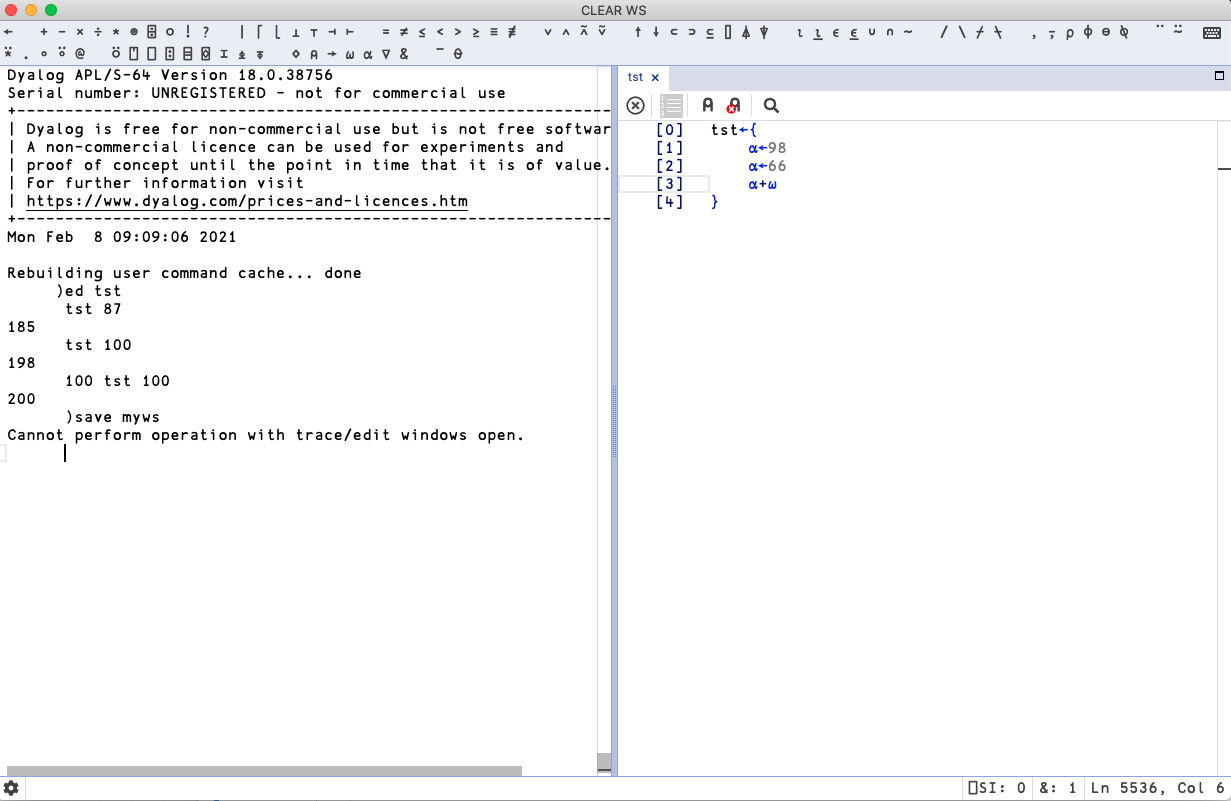 CLEAR WS
← + - × ÷ * ⍟ ⌹ ○ ! ? | ⌈ ⌊ ⊥ ⊤ ⊣ ⊢ = ≠ ≤ < > ≥ ≡ ≢ ∨ ∧ ⍲ ⍱ ↑ ↓ ⊂ ⊃ ⊆ ⌷ ⍋ ⍒ ⍳ ⍸ ∊ ⍷ ∪ ∩ ~ / \ ⌿ ⍀ , ⍪ ⍴ ⌽ ⊖ ⍉ ¨ ⍨
⍣ . ∘ ⍤ @ ⍞ ⎕ ⍠ ⌸ ⌺ ⌶ ⍎ ⍕ ⋄ ⍝ → ⍵ ⍺ ∇ & ¯ ⍬
Dyalog APL/S-64 Version 18.0.38756
Serial number: UNREGISTERED - not for commercial use
+----------------------------------------------------------------
| Dyalog is free for non-commercial use but is not free softwar
| A non-commercial licence can be used for experiments and
| proof of concept until the point in time that it is of value.
| For further information visit
| https://www.dyalog.com/prices-and-licences.htm
+----------------------------------------------------------------
Mon Feb  8 09:09:06 2021
Rebuilding user command cache... done
)ed tst
tst 87
185
tst 100
198
100 tst 100
200
)save myws
Cannot perform operation with trace/edit windows open.
tst ×
[0] tst←{
[1] ⍺←98
[2] ⍺←66
[3] ⍺+⍵
[4] }
⎕SI: 0 &: 1 Ln 5536, Col 6